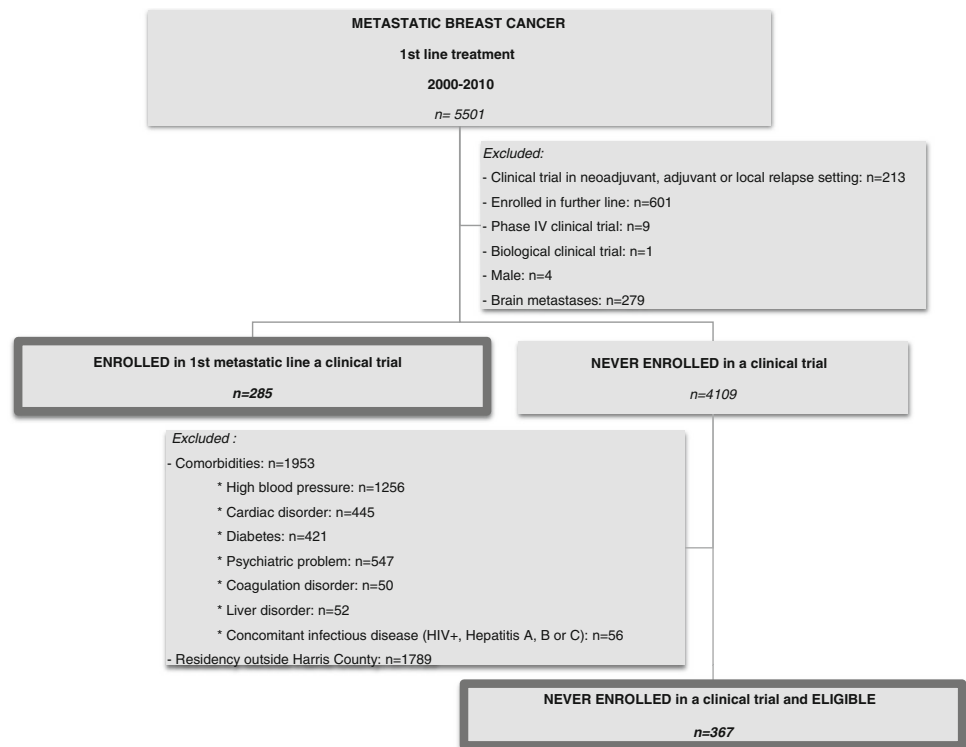 METASTATIC BREAST CANCER
1st line treatment
2000-2010
n= 5501
Excluded:
- Clinical trial in neoadjuvant, adjuvant or local relapse setting: n=213
- Enrolled in further line: n=601
- Phase IV clinical trial: n=9
- Biological clinical trial: n=1
- Male: n=4
- Brain metastases: n=279
ENROLLED in 1st metastatic line a clinical trial
n=285
NEVER ENROLLED in a clinical trial
n=4109
Excluded :
- Comorbidities: n=1953
* High blood pressure: n=1256
* Cardiac disorder: n=445
* Diabetes: n=421
* Psychiatric problem: n=547
* Coagulation disorder: n=50
* Liver disorder: n=52
* Concomitant infectious disease (HIV+, Hepatitis A, B or C): n=56
- Residency outside Harris County: n=1789
NEVER ENROLLED in a clinical trial and ELIGIBLE
n=367